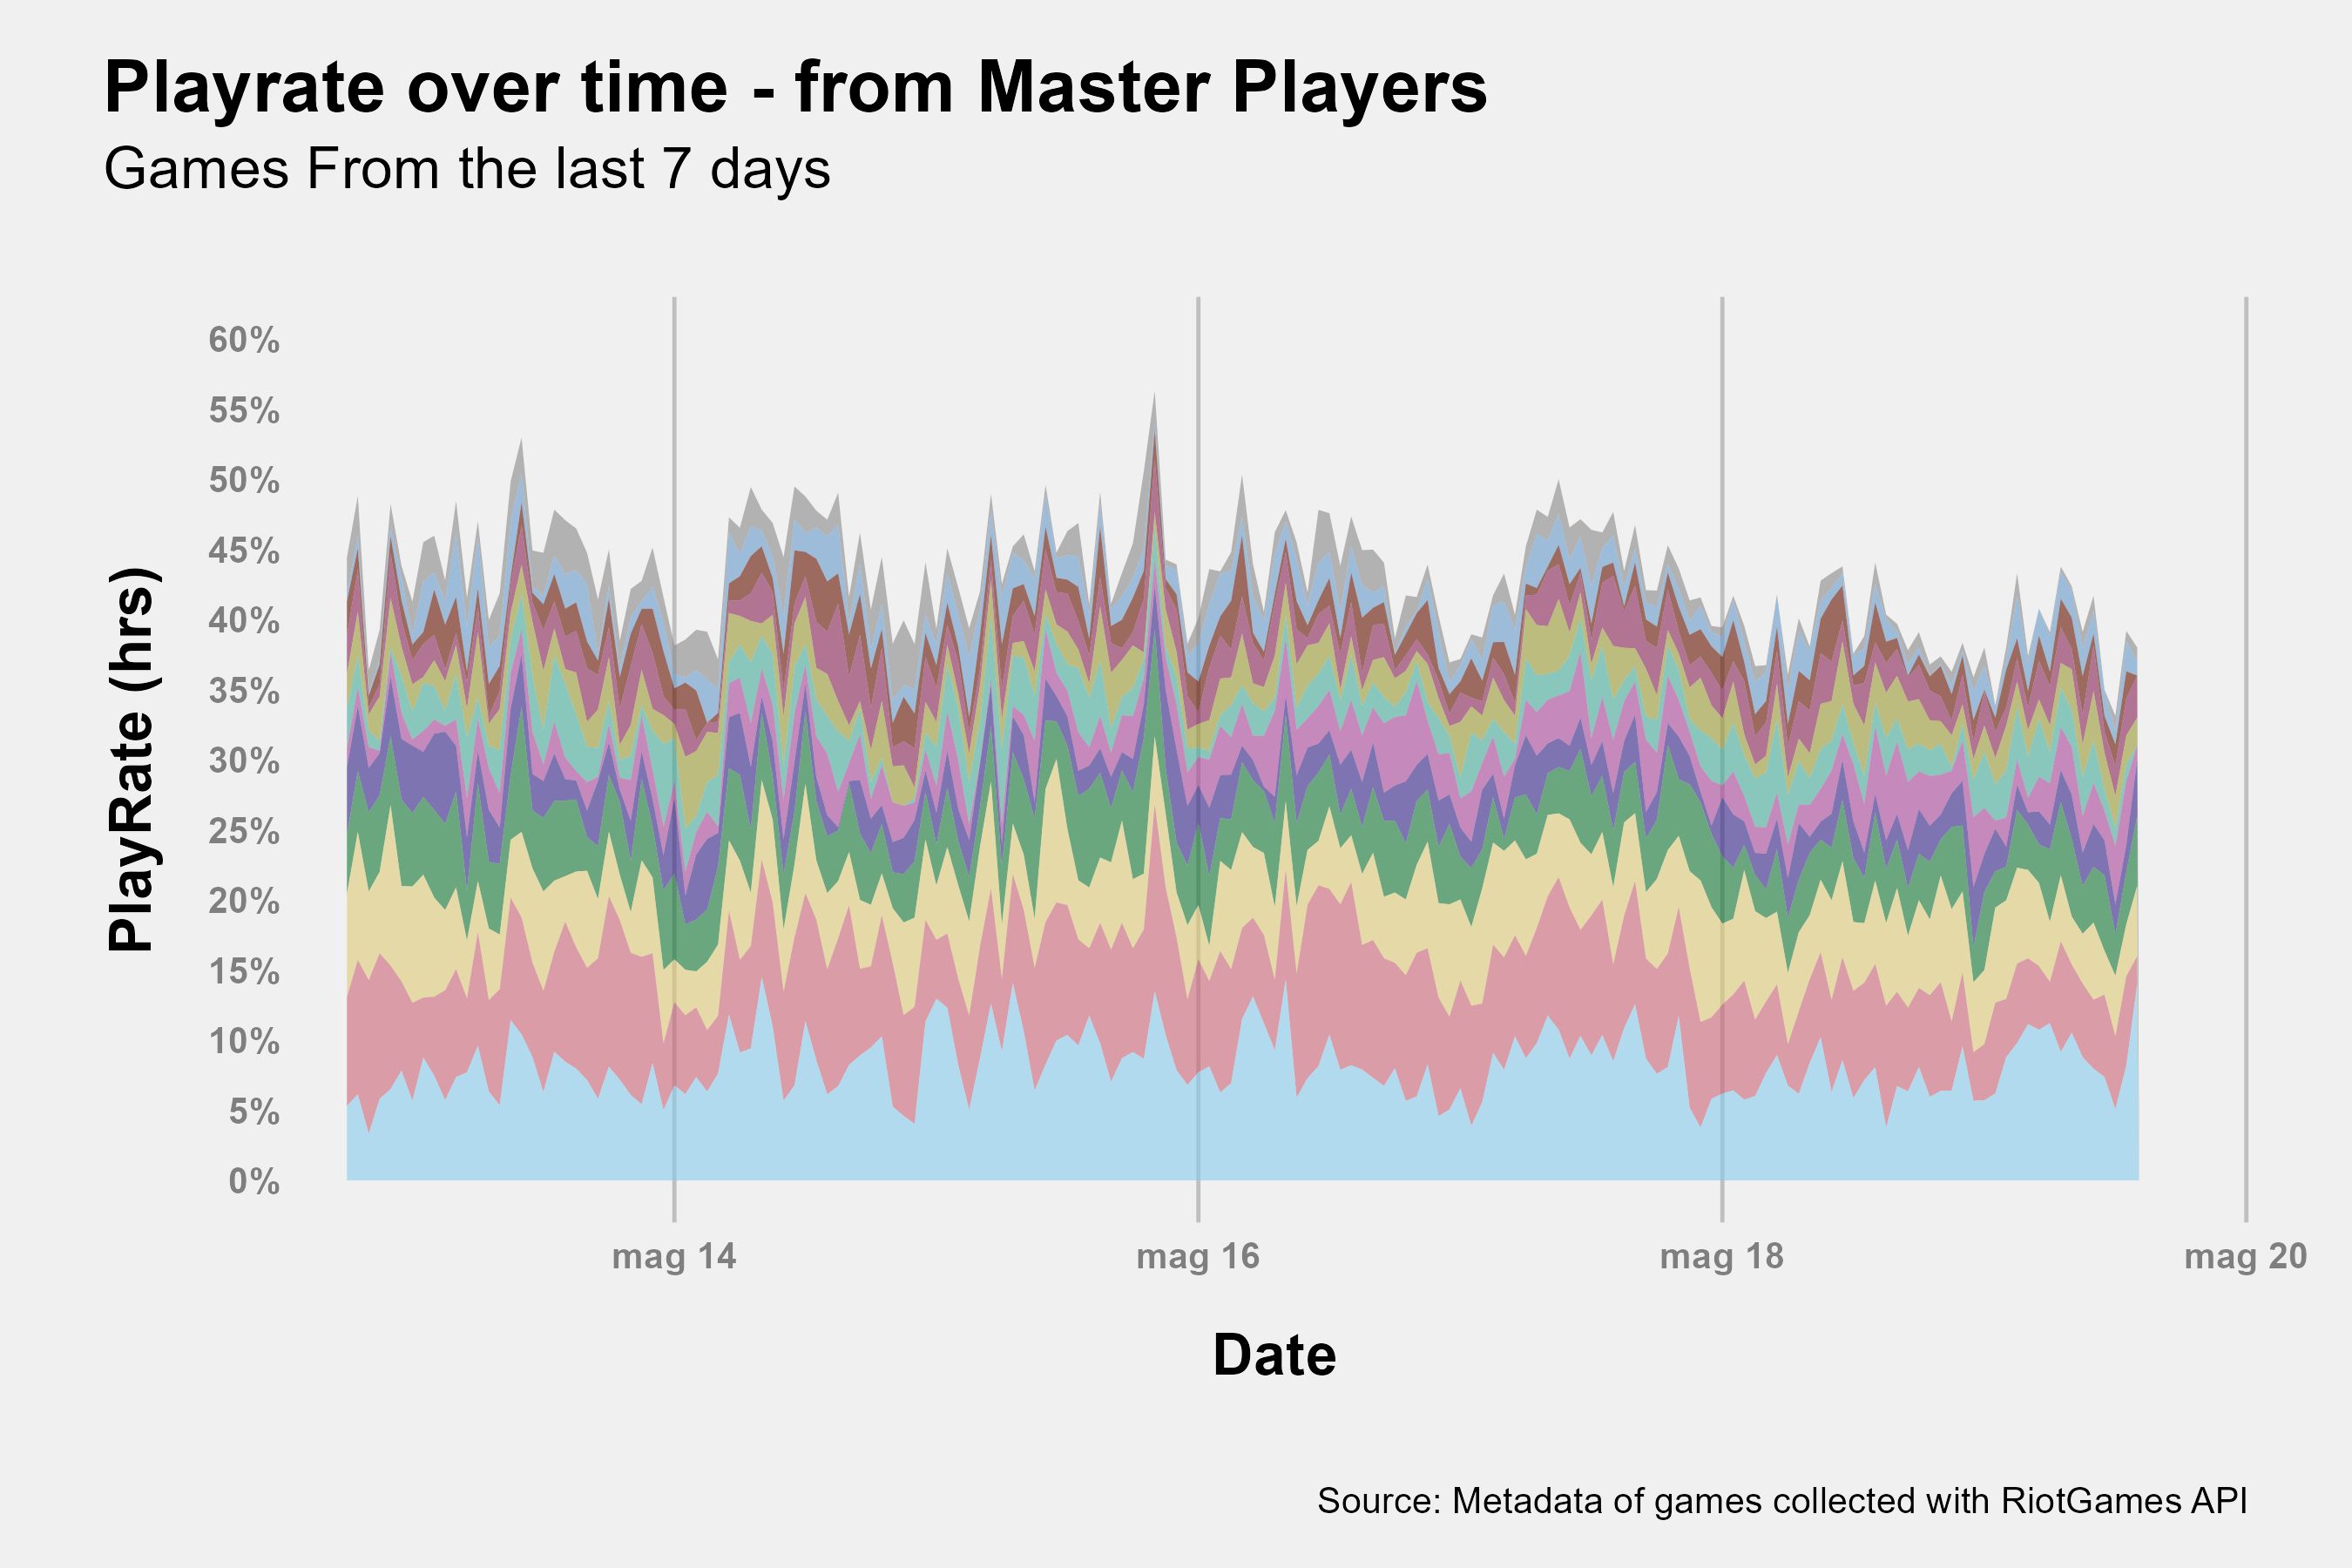 Playrate over time - from Master Players
Games From the last 7 days
60%
55%
50%
45%
40%
35%
30%
25%
20%
15%
10%
5%
0%
PlayRate (hrs)
mag 14
mag 16
mag 18
mag 20
Date
Source: Metadata of games collected with RiotGames API